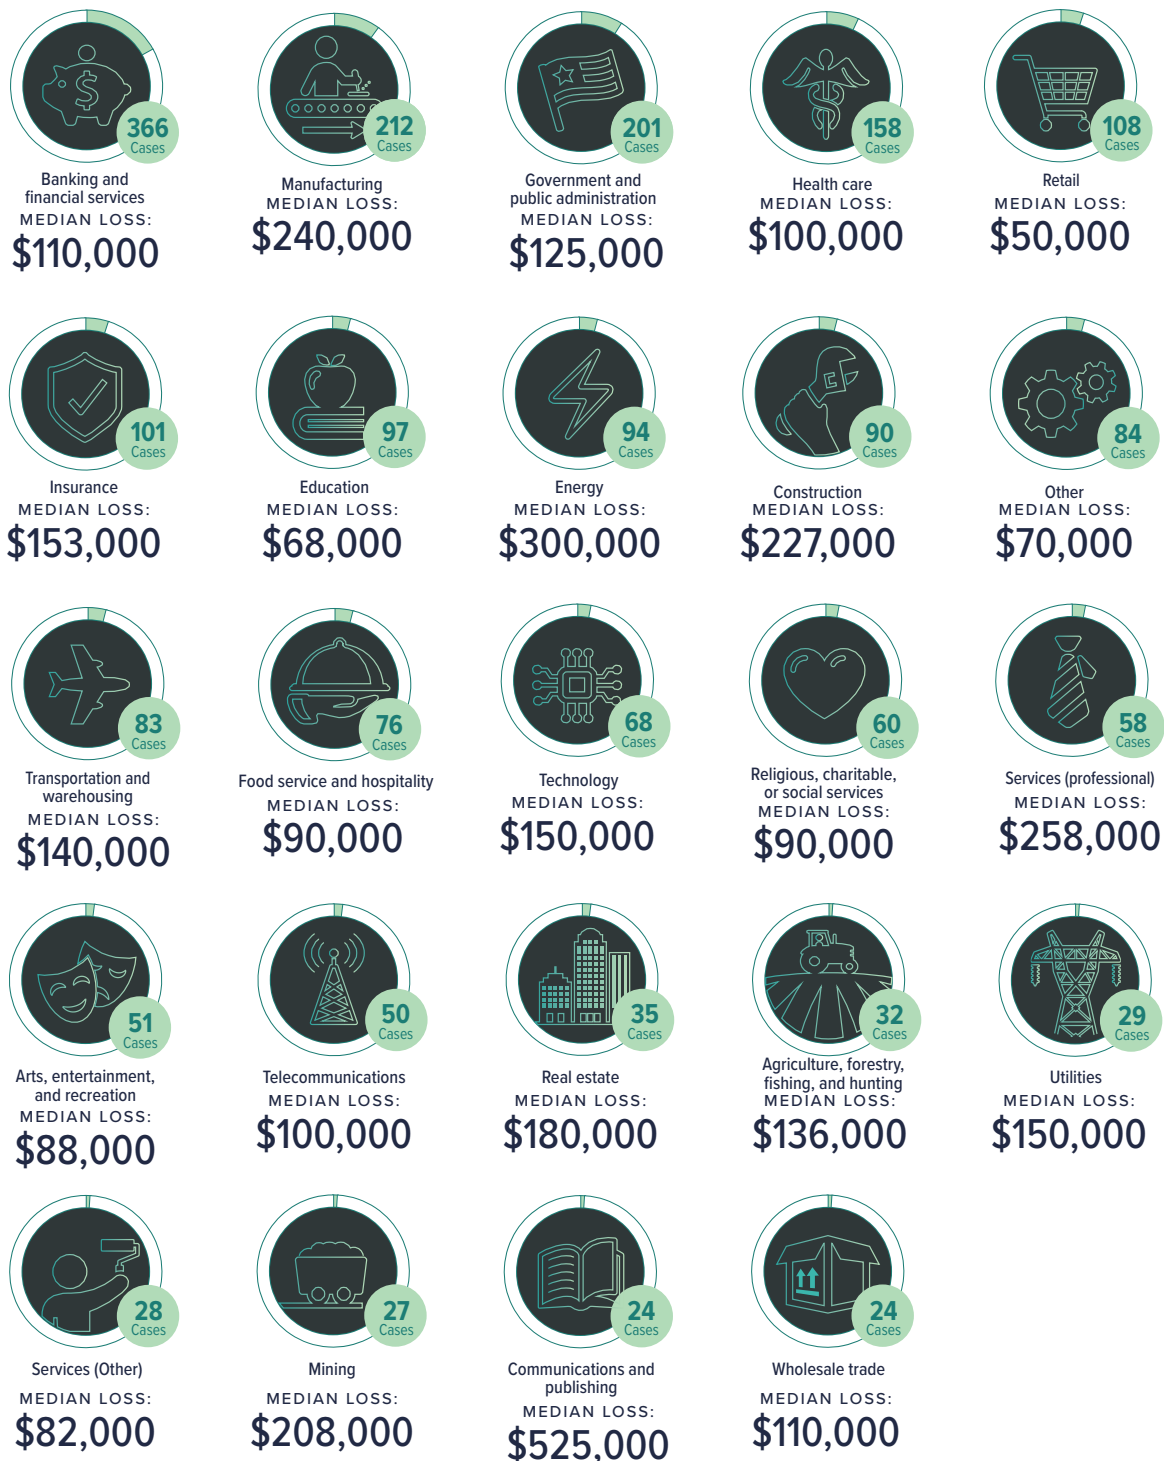 366
Cases
Banking and
financial services
MEDIAN LOSS:
$110,000
212
Cases
Manufacturing
MEDIAN LOSS:
$240,000
201
Cases
Government and
public administration
MEDIAN LOSS:
$125,000
158
Cases
Health care
MEDIAN LOSS:
$100,000
108
Cases
Retail
MEDIAN LOSS:
$50,000
101
Cases
Insurance
MEDIAN LOSS:
$153,000
97
Cases
Education
MEDIAN LOSS:
$68,000
94
Cases
Energy
MEDIAN LOSS:
$300,000
90
Cases
Construction
MEDIAN LOSS:
$227,000
84
Cases
Other
MEDIAN LOSS:
$70,000
83
Cases
Transportation and
warehousing
MEDIAN LOSS:
$140,000
76
Cases
Food service and hospitality
MEDIAN LOSS:
$90,000
68
Cases
Technology
MEDIAN LOSS:
$150,000
60
Cases
Religious, charitable,
or social services
MEDIAN LOSS:
$90,000
58
Cases
Services (professional)
MEDIAN LOSS:
$258,000
51
Cases
Arts, entertainment,
and recreation
MEDIAN LOSS:
$88,000
50
Cases
Telecommunications
MEDIAN LOSS:
$100,000
35
Cases
Real estate
MEDIAN LOSS:
$180,000
32
Cases
Agriculture, forestry,
fishing, and hunting
MEDIAN LOSS:
$136,000
29
Cases
Utilities
MEDIAN LOSS:
$150,000
28
Cases
Services (Other)
MEDIAN LOSS:
$82,000
27
Cases
Mining
MEDIAN LOSS:
$208,000
24
Cases
Communications and
publishing
MEDIAN LOSS:
$525,000
24
Cases
Wholesale trade
MEDIAN LOSS:
$110,000